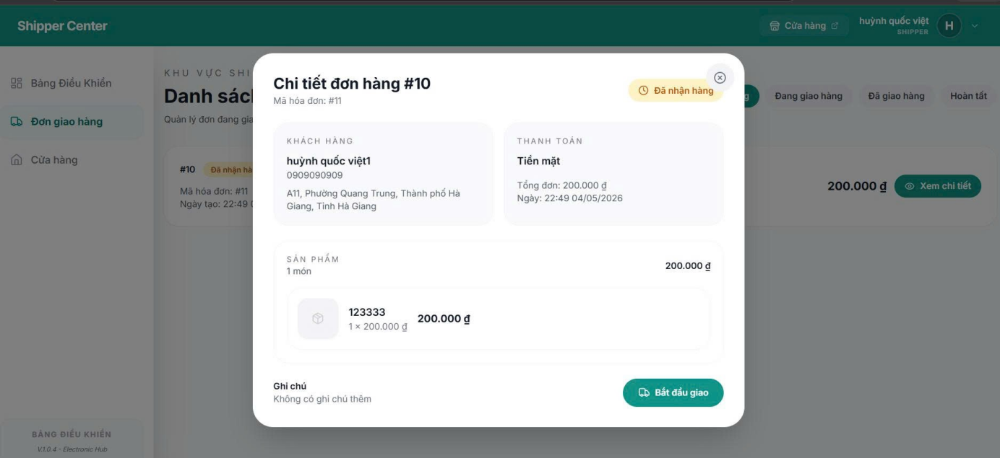 Shipper Center
Cửa hàng
huỳnh quốc việt
SHIPPER
H
Bảng Điều Khiển
Đơn giao hàng
Cửa hàng
BẢNG ĐIỀU KHIỂN
V.1.0.4 - Electronic Hub
KHU VỰC SHI
Danh sácl
Quản lý đơn đang gia
Đang giao hàng
Đã giao hàng
Hoàn tất
#10
Đã nhận hà
Mã hóa đơn: #11
Ngày tạo: 22:49 0
200.000 ₫
Xem chi tiết
Chi tiết đơn hàng #10
Mã hóa đơn: #11
Đã nhận hàng
KHÁCH HÀNG
huỳnh quốc việt1
0909090909
A11, Phường Quang Trung, Thành phố Hà
Giang, Tỉnh Hà Giang
THANH TOÁN
Tiền mặt
Tổng đơn: 200.000 ₫
Ngày: 22:49 04/05/2026
SẢN PHẨM
1 món
200.000 ₫
123333
1 × 200.000 ₫
200.000 ₫
Ghi chú
Không có ghi chú thêm
Bắt đầu giao